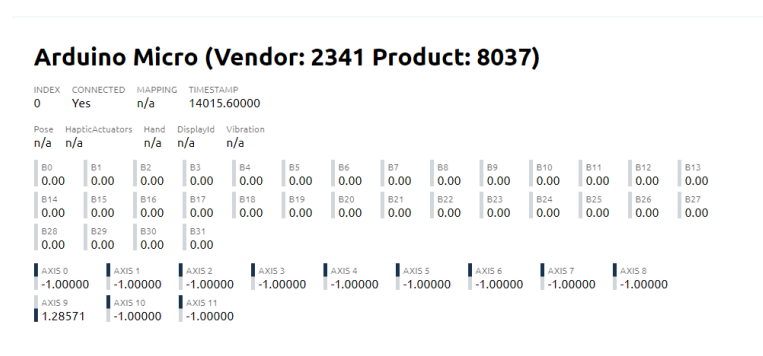 Arduino Micro (Vendor: 2341 Product: 8037)
INDEX CONNECTED MAPPING TIMESTAMP
0 Yes n/a 14015.60000
Pose HapticActuators Hand DisplayId Vibration
n/a n/a n/a n/a n/a
B0 B1 B2 B3 B4 B5 B6 B7 B8 B9 B10 B11 B12 B13
0.00 0.00 0.00 0.00 0.00 0.00 0.00 0.00 0.00 0.00 0.00 0.00 0.00 0.00
B14 B15 B16 B17 B18 B19 B20 B21 B22 B23 B24 B25 B26 B27
0.00 0.00 0.00 0.00 0.00 0.00 0.00 0.00 0.00 0.00 0.00 0.00 0.00 0.00
B28 B29 B30 B31
0.00 0.00 0.00 0.00
AXIS 0 AXIS 1 AXIS 2 AXIS 3 AXIS 4 AXIS 5 AXIS 6 AXIS 7 AXIS 8
-1.00000 -1.00000 -1.00000 -1.00000 -1.00000 -1.00000 -1.00000 -1.00000 -1.00000
AXIS 9 AXIS 10 AXIS 11
1.28571 -1.00000 -1.00000